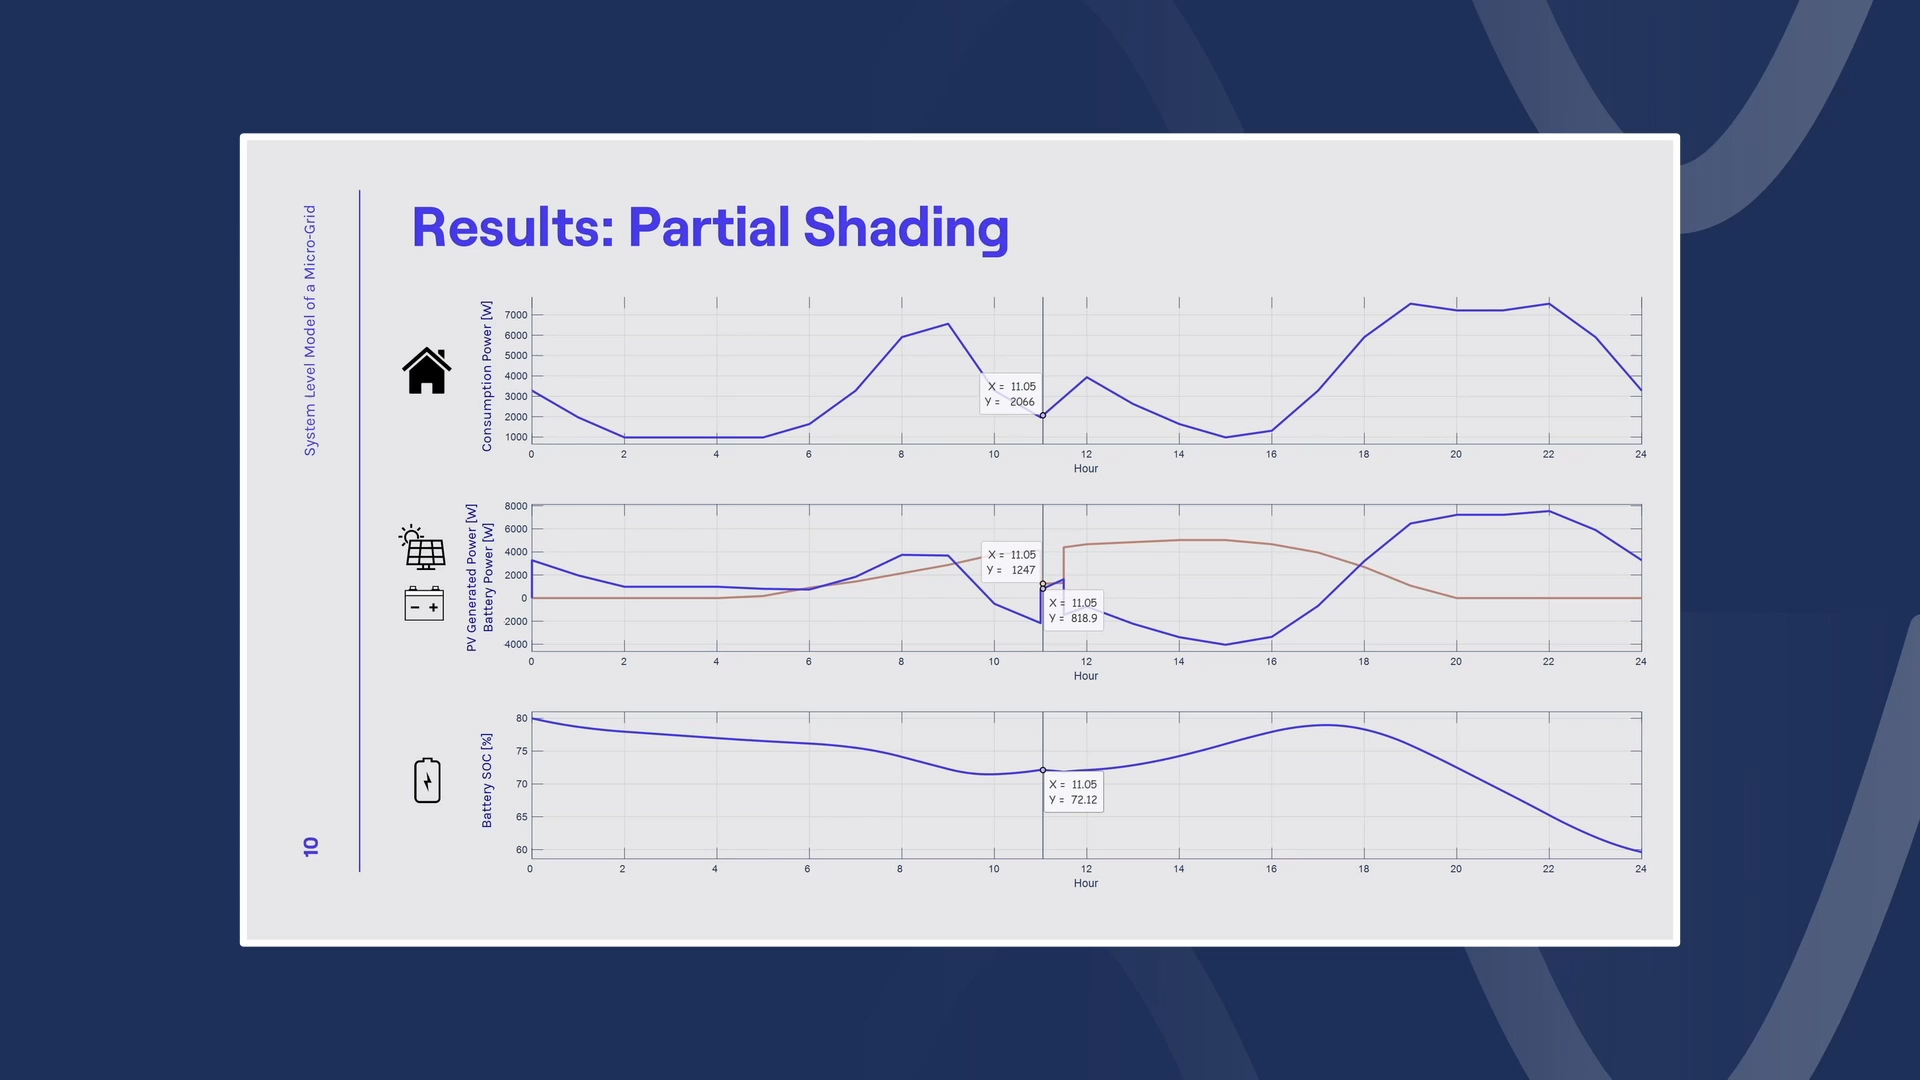 System Level Model of a Micro-Grid
10
Results: Partial Shading
Consumption Power [W]
7000
6000
5000
4000
3000
2000
1000
X = 11.05
Y = 2066
0 2 4 6 8 10 12 14 16 18 20 22 24
Hour
PV Generated Power [W]
Battery Power [W]
8000
6000
4000
2000
0
2000
4000
X = 11.05
Y = 1247
X = 11.05
Y = 818.9
0 2 4 6 8 10 12 14 16 18 20 22 24
Hour
Battery SOC [%]
80
75
70
65
60
X = 11.05
Y = 72.12
0 2 4 6 8 10 12 14 16 18 20 22 24
Hour